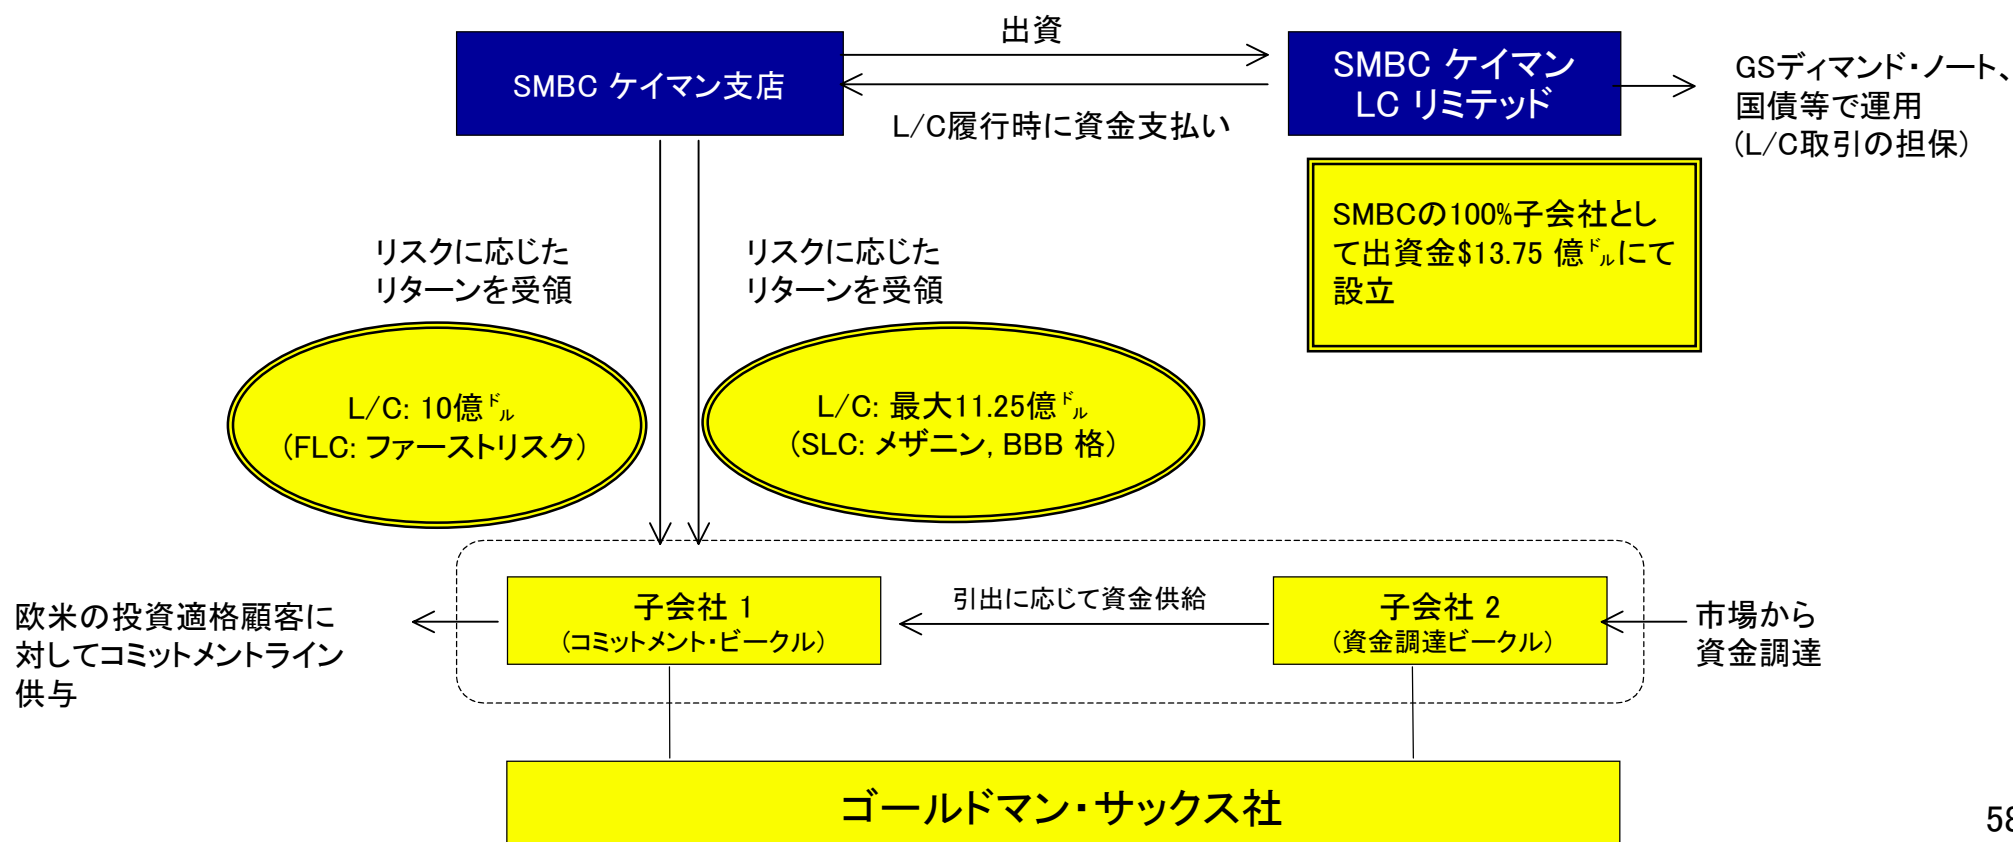 出資
SMBC ケイマン支店
SMBC ケイマン
LC リミテッド
GSディマンド・ノート、
国債等で運用
(L/C取引の担保)
L/C履行時に資金支払い
SMBCの100%子会社とし
て出資金$13.75 億㌦にて
設立
リスクに応じた
リターンを受領
リスクに応じた
リターンを受領
L/C: 10億㌦
(FLC: ファーストリスク)
L/C: 最大11.25億㌦
(SLC: メザニン, BBB 格)
欧米の投資適格顧客に
対してコミットメントライン
供与
子会社 1
(コミットメント・ビークル)
引出に応じて資金供給
子会社 2
(資金調達ビークル)
市場から
資金調達
ゴールドマン・サックス社
58